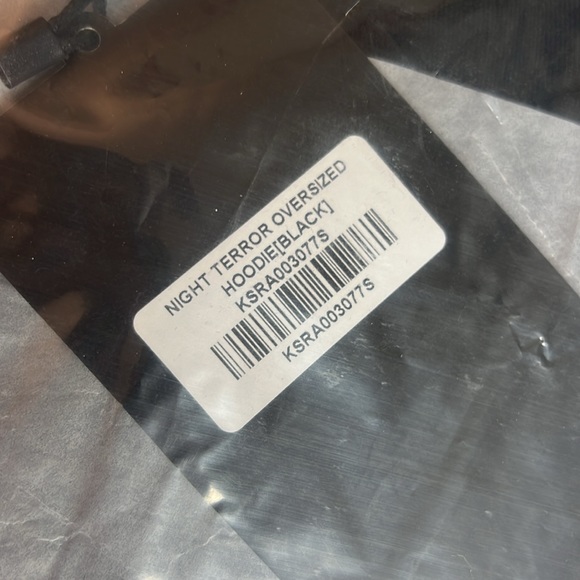 NIGHT TERROR OVERSIZED
HOODIE[BLACK]
KSRA003077S
KSRA003077S